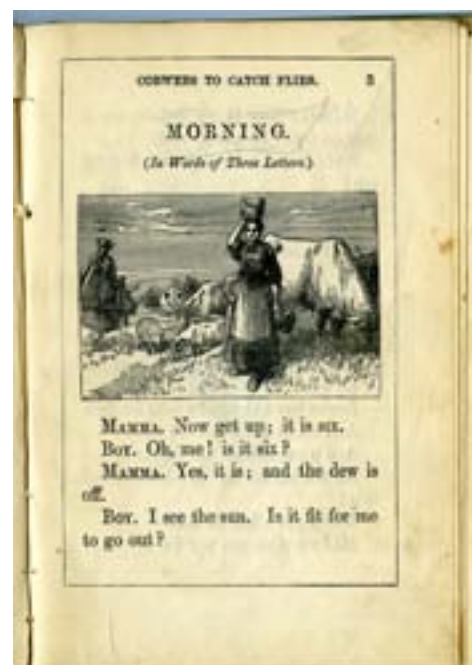 COBWEBS TO CATCH FLIES. 3
MORNING.
(In Words of Three Letters.)
MAMMA. Now get up; it is six.
BOY. Oh, me! is it six?
MAMMA. Yes, it is; and the dew is
off.
BOY. I see the sun. Is it fit for me
to go out?